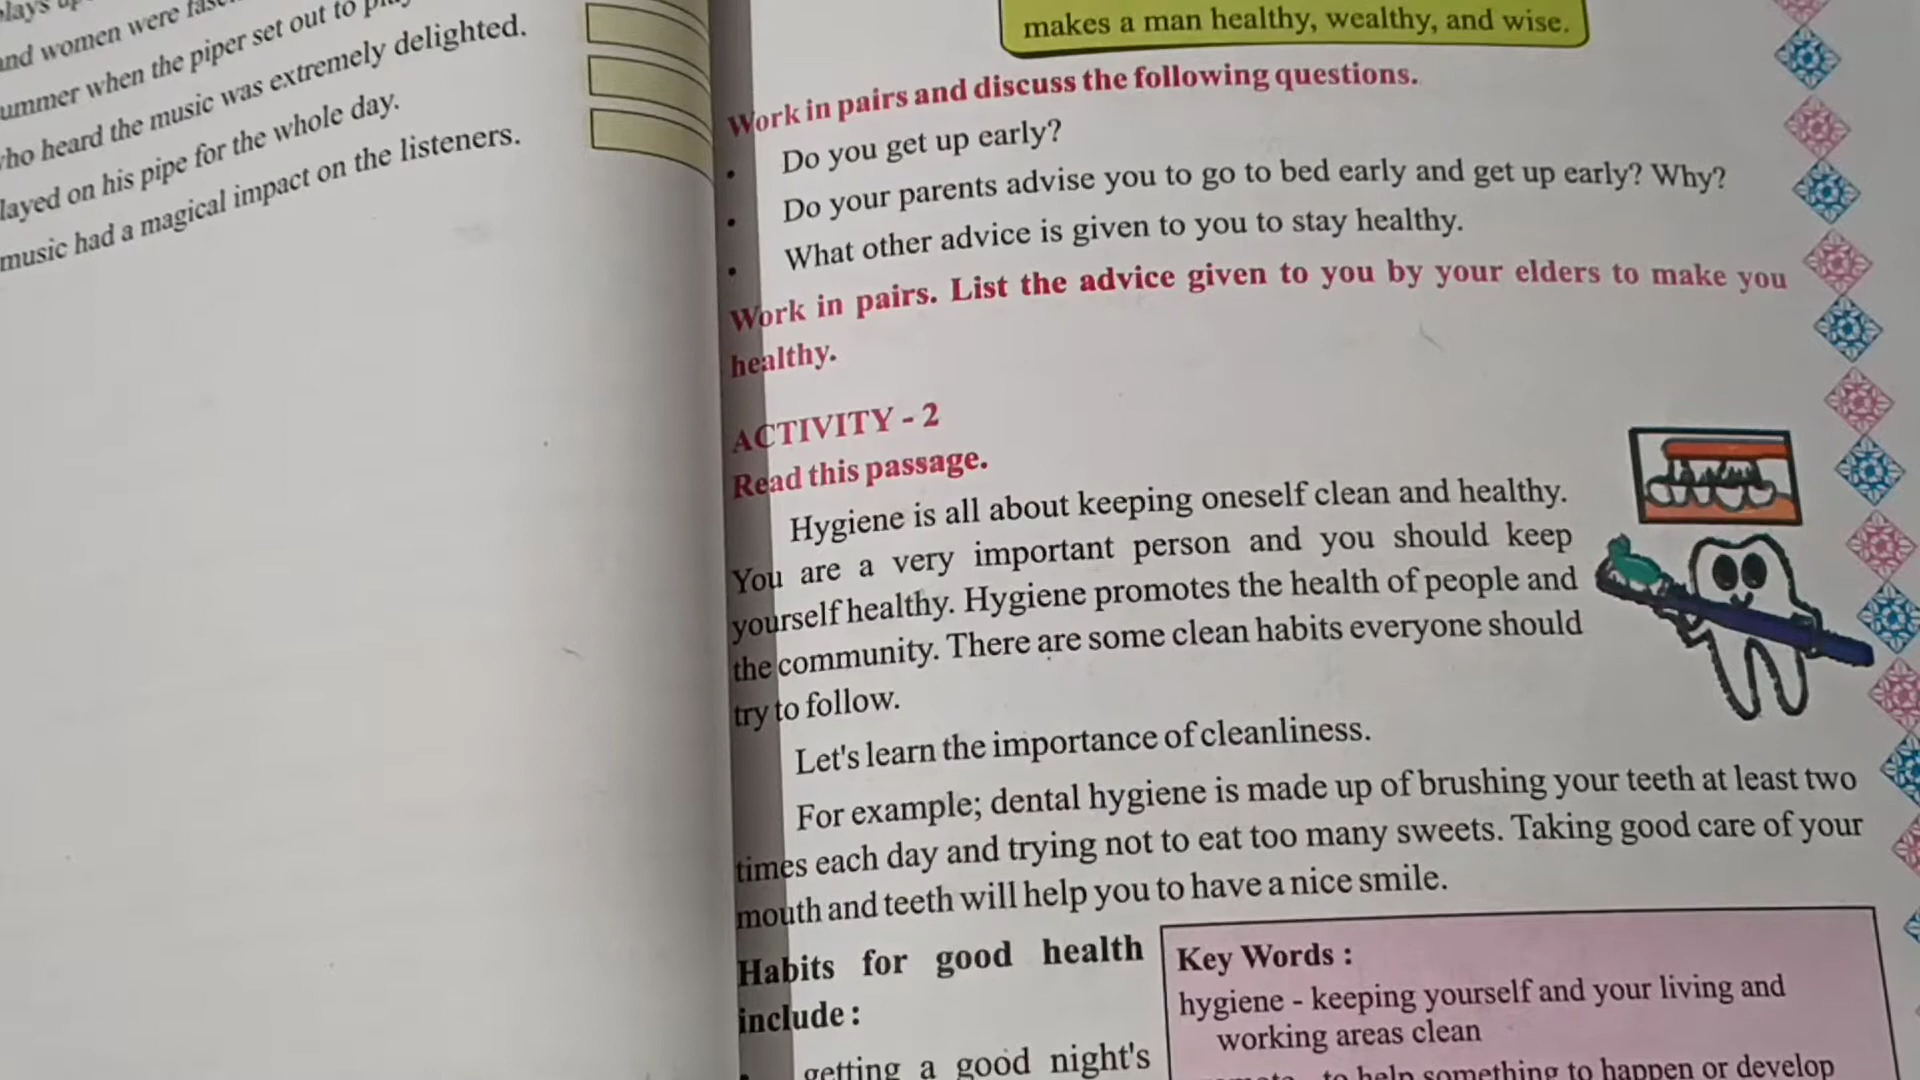 and women were
ummer when the piper set out to
ho heard the music was extremely delighted.
layed on his pipe for the whole day.
music had a magical impact on the listeners.
makes a man healthy, wealthy, and wise.
Work in pairs and discuss the following questions.
• Do you get up early?
• Do your parents advise you to go to bed early and get up early? Why?
• What other advice is given to you to stay healthy.
Work in pairs. List the advice given to you by your elders to make you
healthy.
ACTIVITY - 2
Read this passage.
Hygiene is all about keeping oneself clean and healthy.
You are a very important person and you should keep
yourself healthy. Hygiene promotes the health of people and
the community. There are some clean habits everyone should
try to follow.
Let's learn the importance of cleanliness.
For example; dental hygiene is made up of brushing your teeth at least two
times each day and trying not to eat too many sweets. Taking good care of your
mouth and teeth will help you to have a nice smile.
Habits for good health
include :
• getting a good night's
Key Words :
hygiene - keeping yourself and your living and
working areas clean
to help something to happen or develop